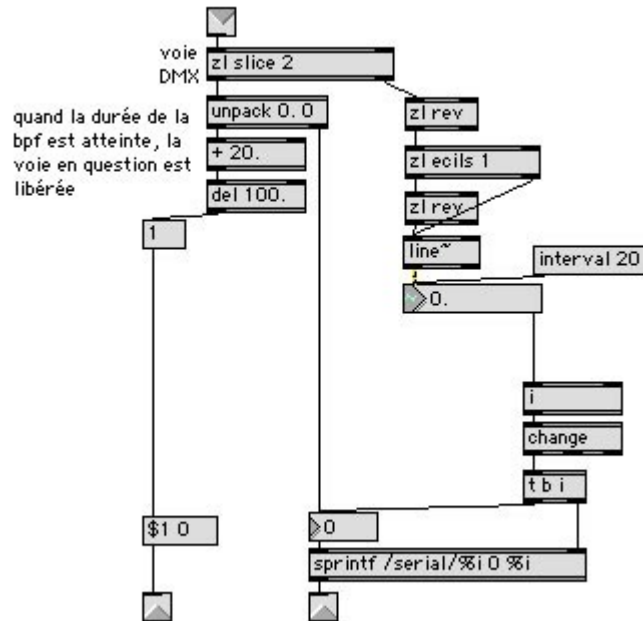 voie
DMX
zl slice 2
quand la durée de la
bpf est atteinte, la
voie en question est
libérée
unpack 0. 0
+ 20.
del 100.
1
zl rev
zl ecils 1
zl rev
line~
interval 20
0.
i
change
t b i
$1 0
0
sprintf /serial/%i 0 %i